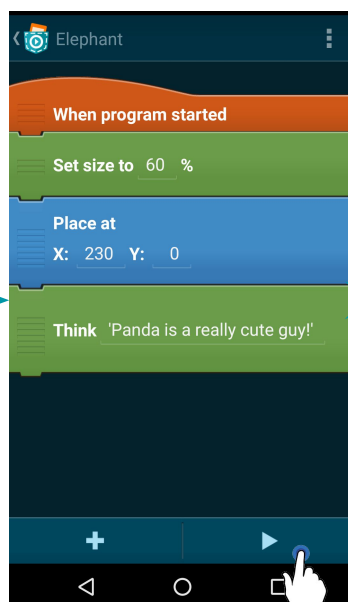 Elephant
When program started
Set size to 60 %
Place at
X: 230 Y: 0
Think 'Panda is a really cute guy!'